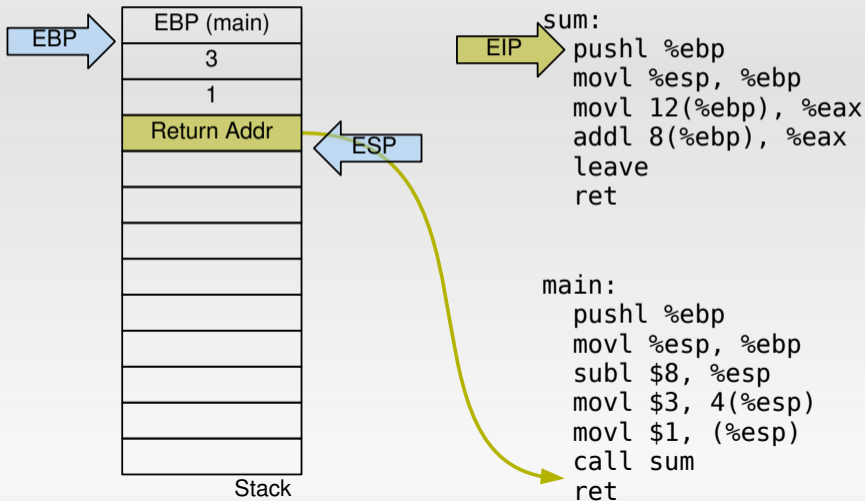 EBP
EBP (main)
3
1
Return Addr
ESP
Stack
EIP
sum:
pushl %ebp
movl %esp, %ebp
movl 12(%ebp), %eax
addl 8(%ebp), %eax
leave
ret
main:
pushl %ebp
movl %esp, %ebp
subl $8, %esp
movl $3, 4(%esp)
movl $1, (%esp)
call sum
ret